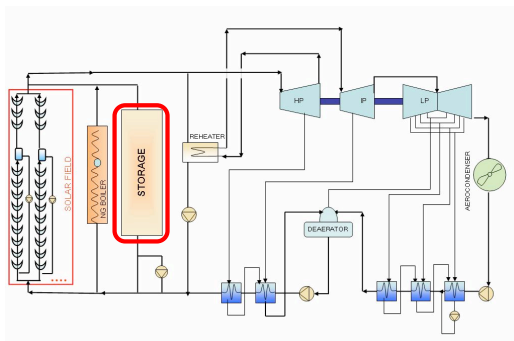 HP
IP
LP
REHEATER
SOLAR FIELD
NG BOILER
STORAGE
AEROCONDENSER
DEAERATOR